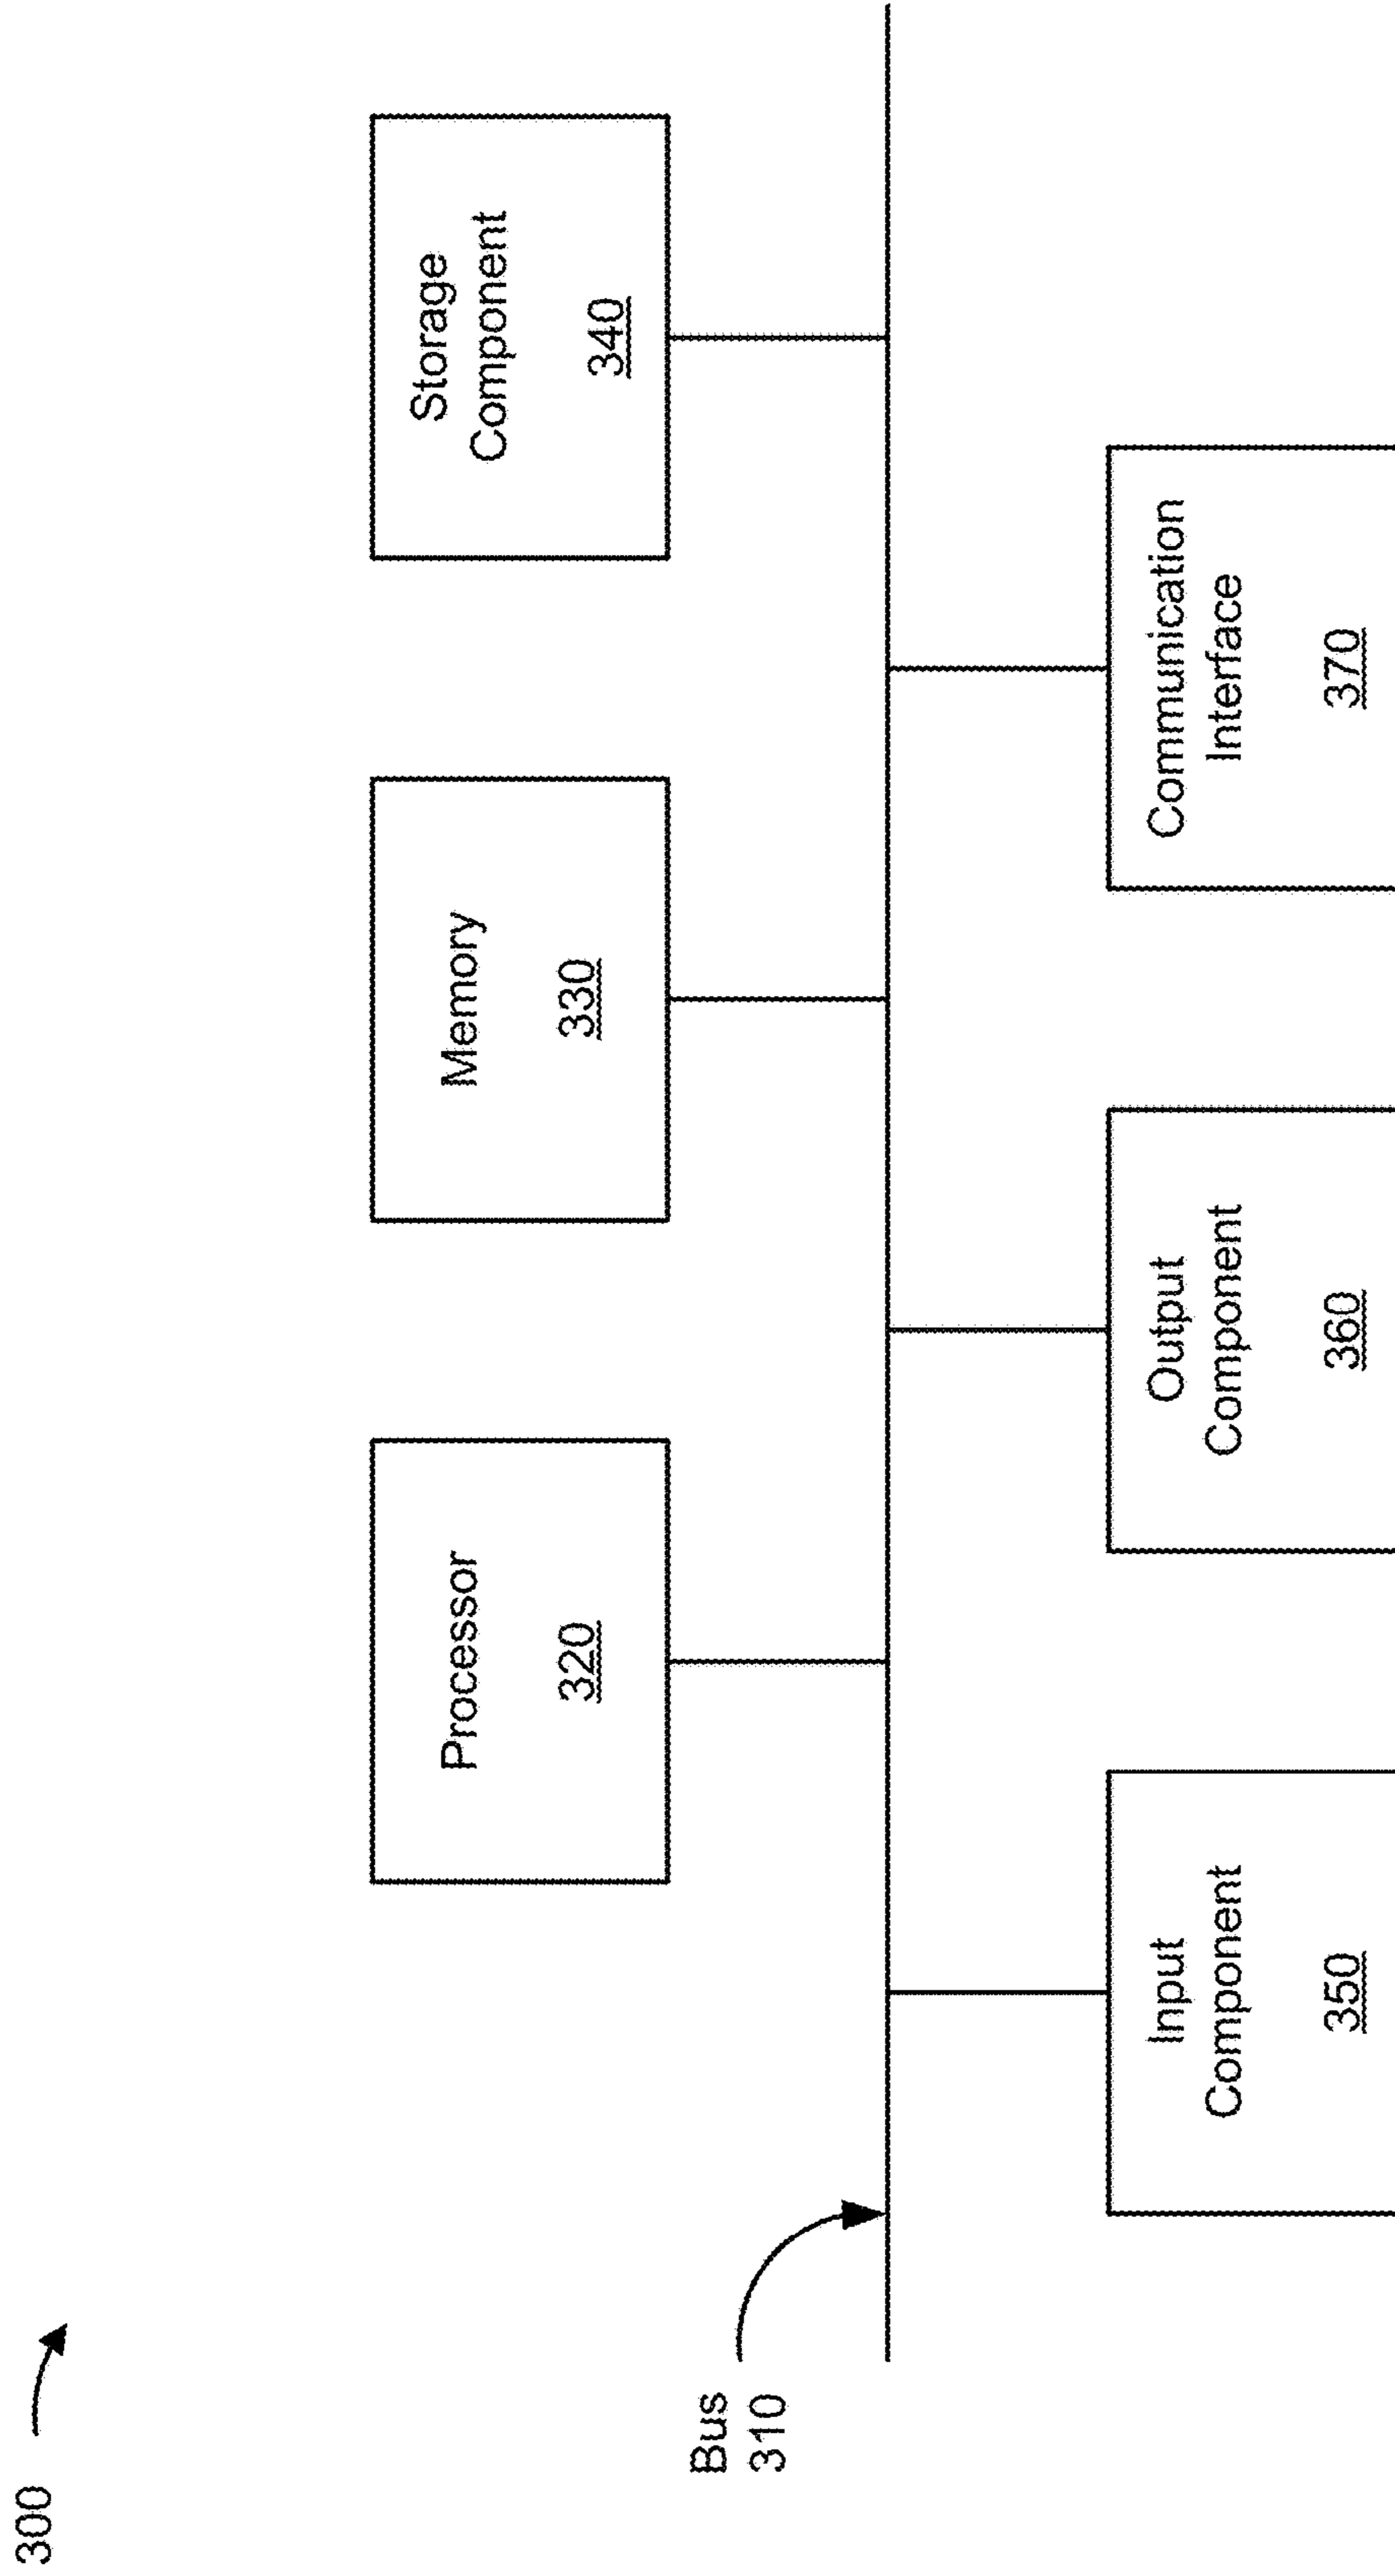 300
Processor
320
Memory
330
Storage
Component
340
Bus
310
Input
Component
350
Output
Component
360
Communication
Interface
370